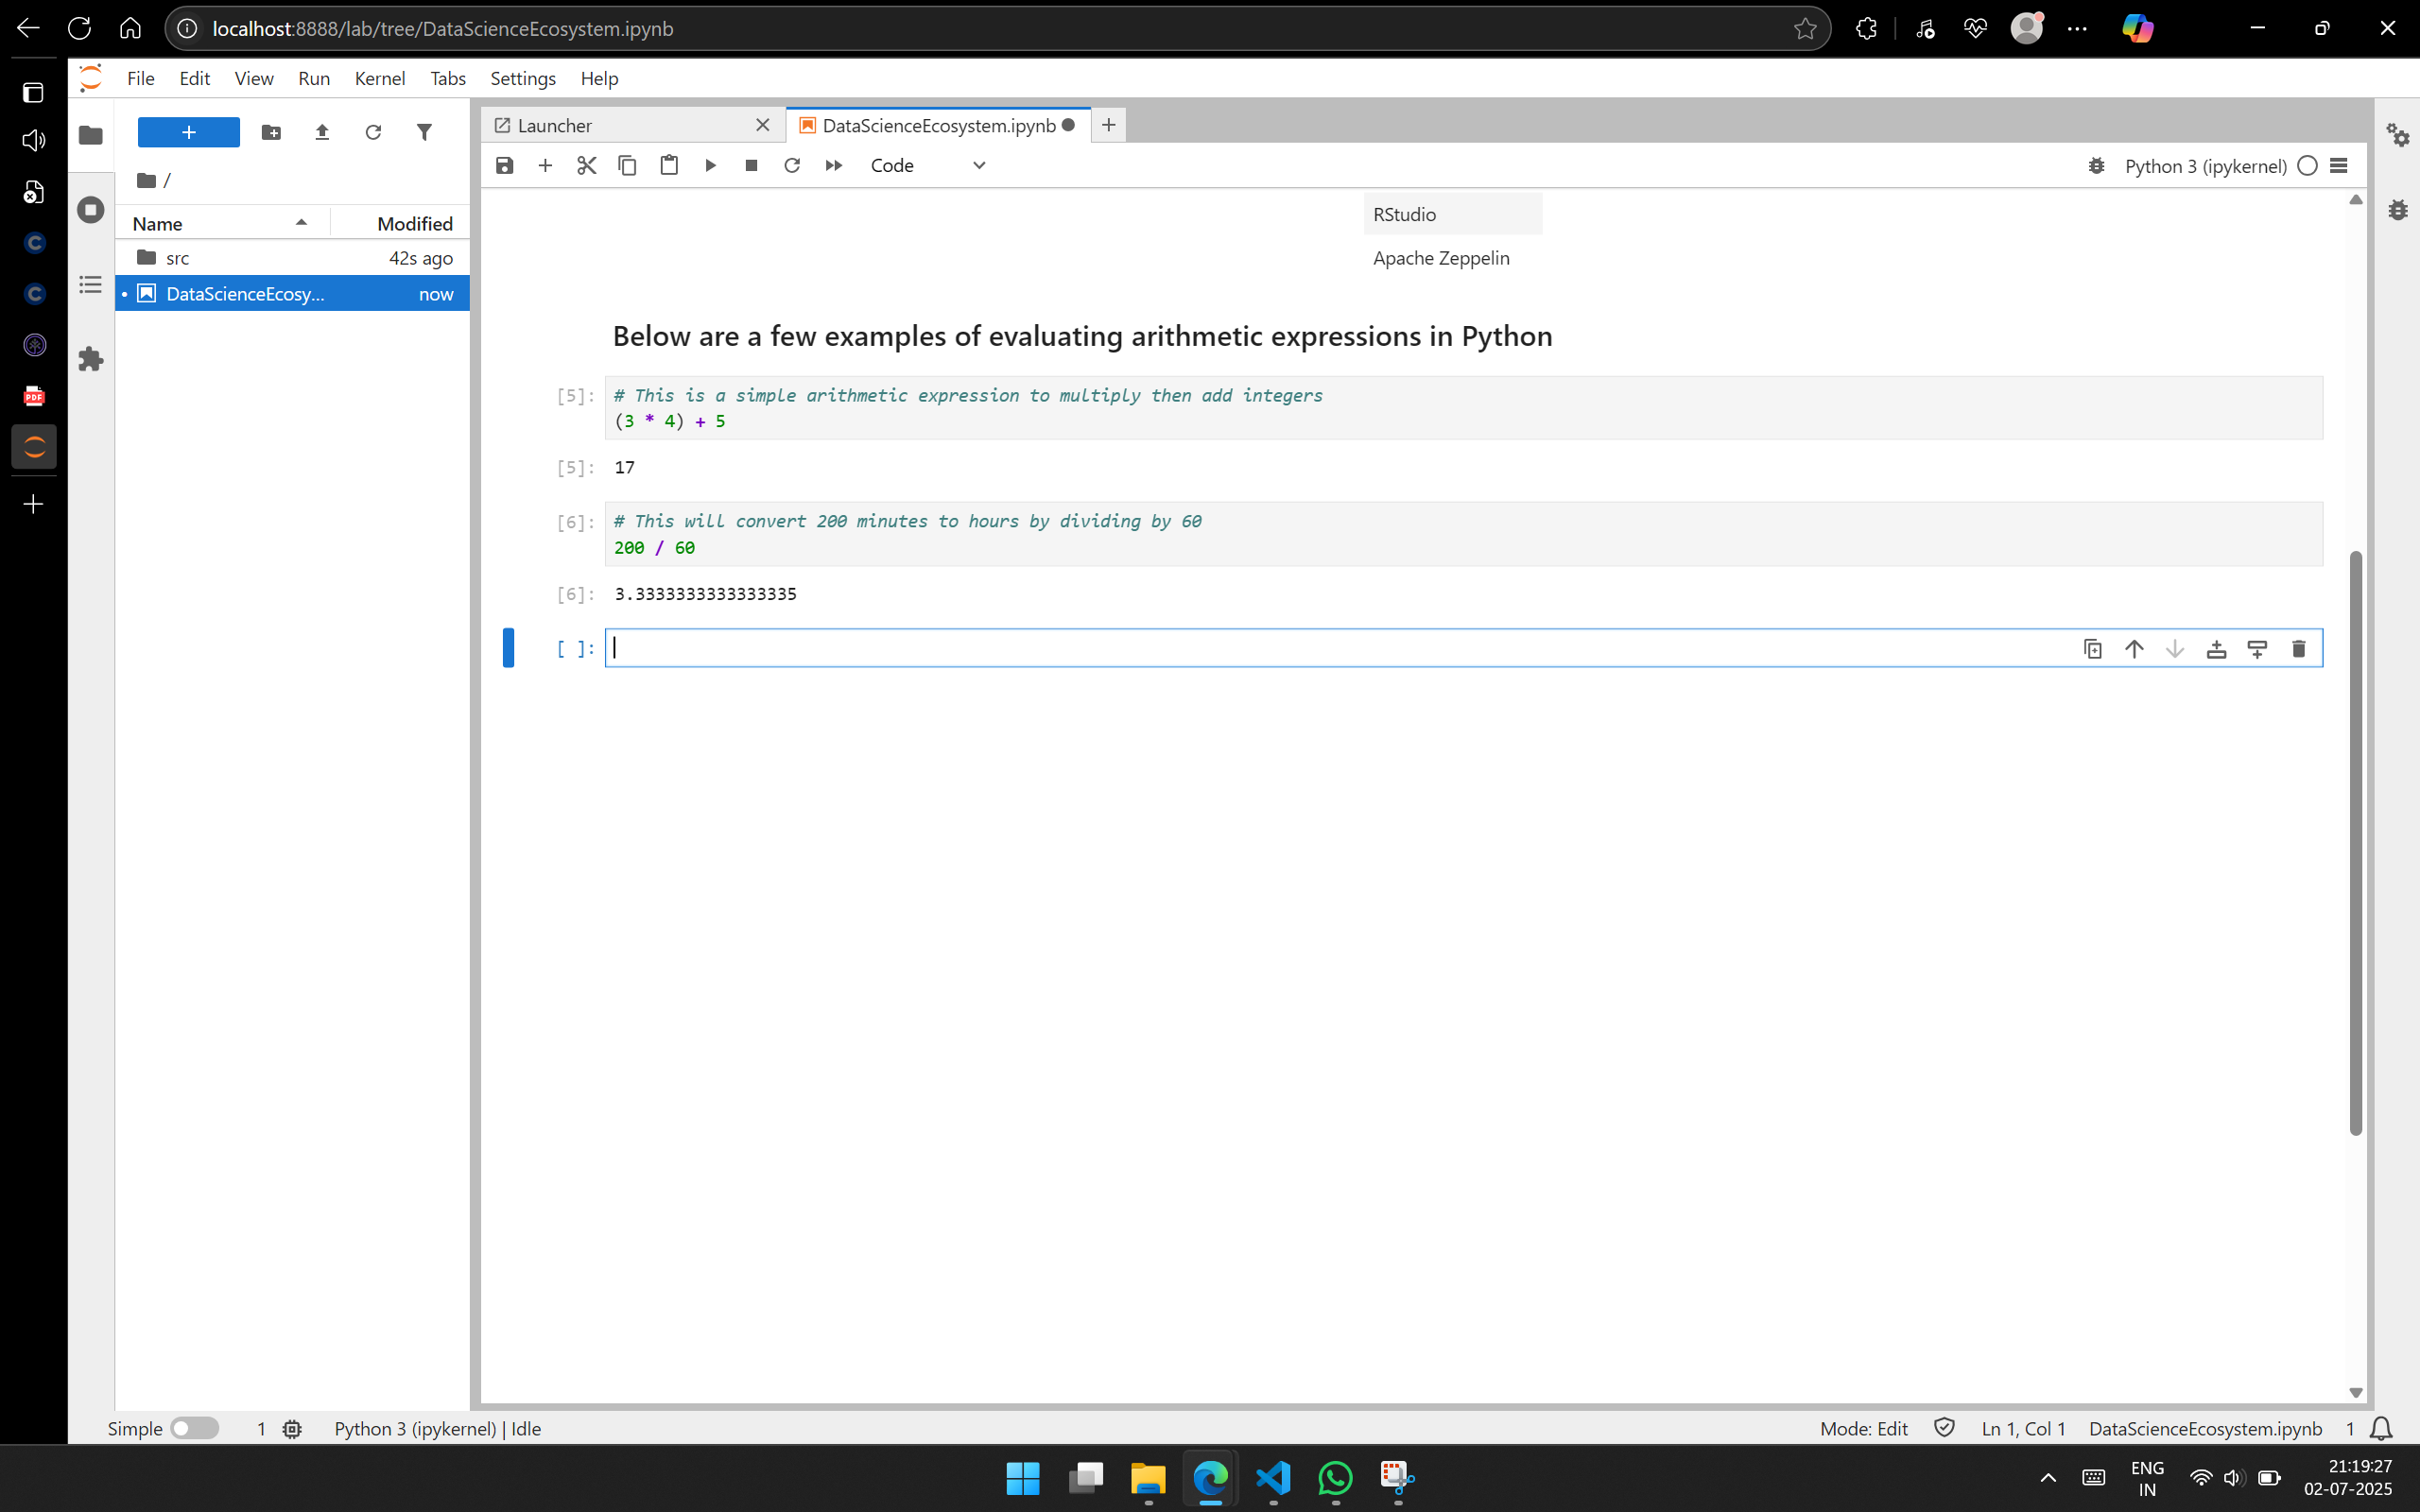 localhost:8888/lab/tree/DataScienceEcosystem.ipynb
File Edit View Run Kernel Tabs Settings Help
Launcher
DataScienceEcosystem.ipynb
Code
Python 3 (ipykernel)
/
Name Modified
src 42s ago
DataScienceEcosy... now
RStudio
Apache Zeppelin
Below are a few examples of evaluating arithmetic expressions in Python
[5]: # This is a simple arithmetic expression to multiply then add integers
(3 * 4) + 5
[5]: 17
[6]: # This will convert 200 minutes to hours by dividing by 60
200 / 60
[6]: 3.3333333333333335
[ ]:
PDF
Simple 1 Python 3 (ipykernel) | Idle Mode: Edit Ln 1, Col 1 DataScienceEcosystem.ipynb 1
ENG
IN
21:19:27
02-07-2025